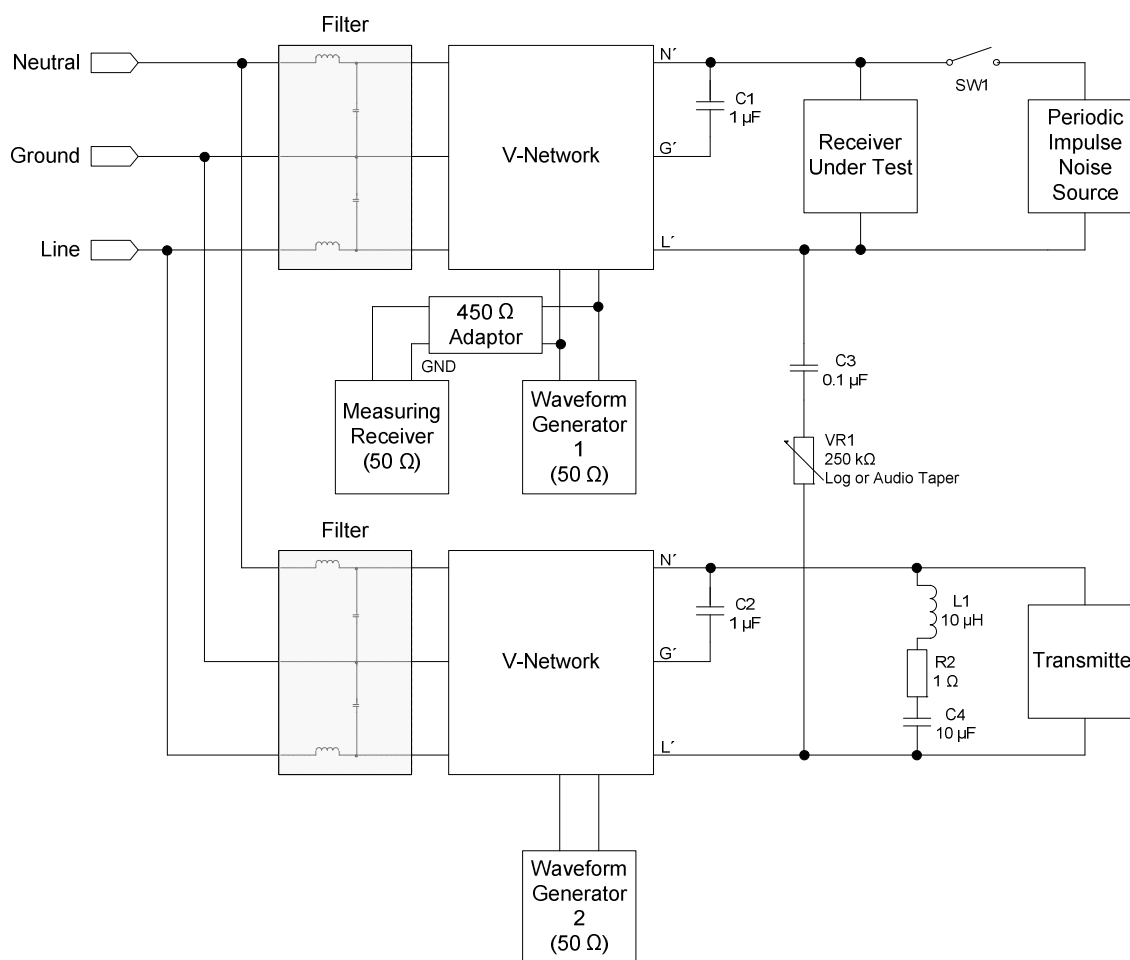 Filter
Neutral
Ground
Line
V-Network
N′
G′
L′
C1
1 µF
Receiver
Under Test
SW1
Periodic
Impulse
Noise
Source
450 Ω
Adaptor
GND
Measuring
Receiver
(50 Ω)
Waveform
Generator
1
(50 Ω)
C3
0.1 µF
VR1
250 kΩ
Log or Audio Taper
Filter
V-Network
N′
G′
L′
C2
1 µF
L1
10 µH
R2
1 Ω
C4
10 µF
Transmitte
Waveform
Generator
2
(50 Ω)